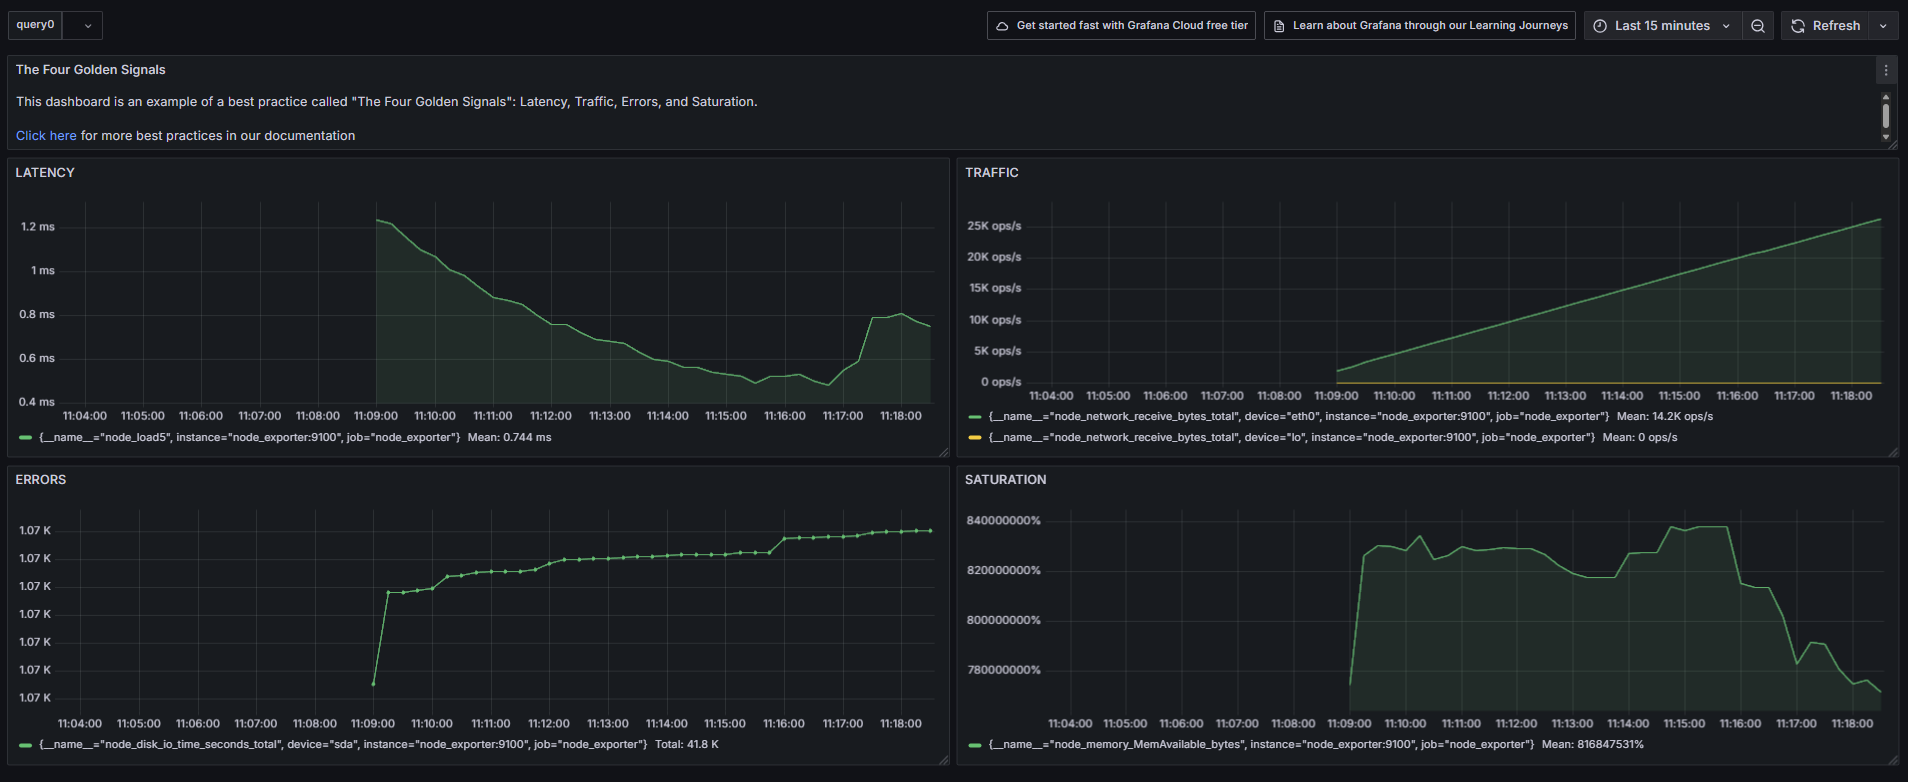 query0
Get started fast with Grafana Cloud free tier
Learn about Grafana through our Learning Journeys
Last 15 minutes
Refresh
The Four Golden Signals
This dashboard is an example of a best practice called "The Four Golden Signals": Latency, Traffic, Errors, and Saturation.
Click here for more best practices in our documentation
LATENCY
1.2 ms
1 ms
0.8 ms
0.6 ms
0.4 ms
11:04:00 11:05:00 11:06:00 11:07:00 11:08:00 11:09:00 11:10:00 11:11:00 11:12:00 11:13:00 11:14:00 11:15:00 11:16:00 11:17:00 11:18:00
{__name__="node_load5", instance="node_exporter:9100", job="node_exporter"} Mean: 0.744 ms
TRAFFIC
25K ops/s
20K ops/s
15K ops/s
10K ops/s
5K ops/s
0 ops/s
11:04:00 11:05:00 11:06:00 11:07:00 11:08:00 11:09:00 11:10:00 11:11:00 11:12:00 11:13:00 11:14:00 11:15:00 11:16:00 11:17:00 11:18:00
{__name__="node_network_receive_bytes_total", device="eth0", instance="node_exporter:9100", job="node_exporter"} Mean: 14.2K ops/s
{__name__="node_network_receive_bytes_total", device="lo", instance="node_exporter:9100", job="node_exporter"} Mean: 0 ops/s
ERRORS
1.07 K
1.07 K
1.07 K
1.07 K
1.07 K
1.07 K
1.07 K
11:04:00 11:05:00 11:06:00 11:07:00 11:08:00 11:09:00 11:10:00 11:11:00 11:12:00 11:13:00 11:14:00 11:15:00 11:16:00 11:17:00 11:18:00
{__name__="node_disk_io_time_seconds_total", device="sda", instance="node_exporter:9100", job="node_exporter"} Total: 41.8 K
SATURATION
840000000%
820000000%
800000000%
780000000%
11:04:00 11:05:00 11:06:00 11:07:00 11:08:00 11:09:00 11:10:00 11:11:00 11:12:00 11:13:00 11:14:00 11:15:00 11:16:00 11:17:00 11:18:00
{__name__="node_memory_MemAvailable_bytes", instance="node_exporter:9100", job="node_exporter"} Mean: 816847531%